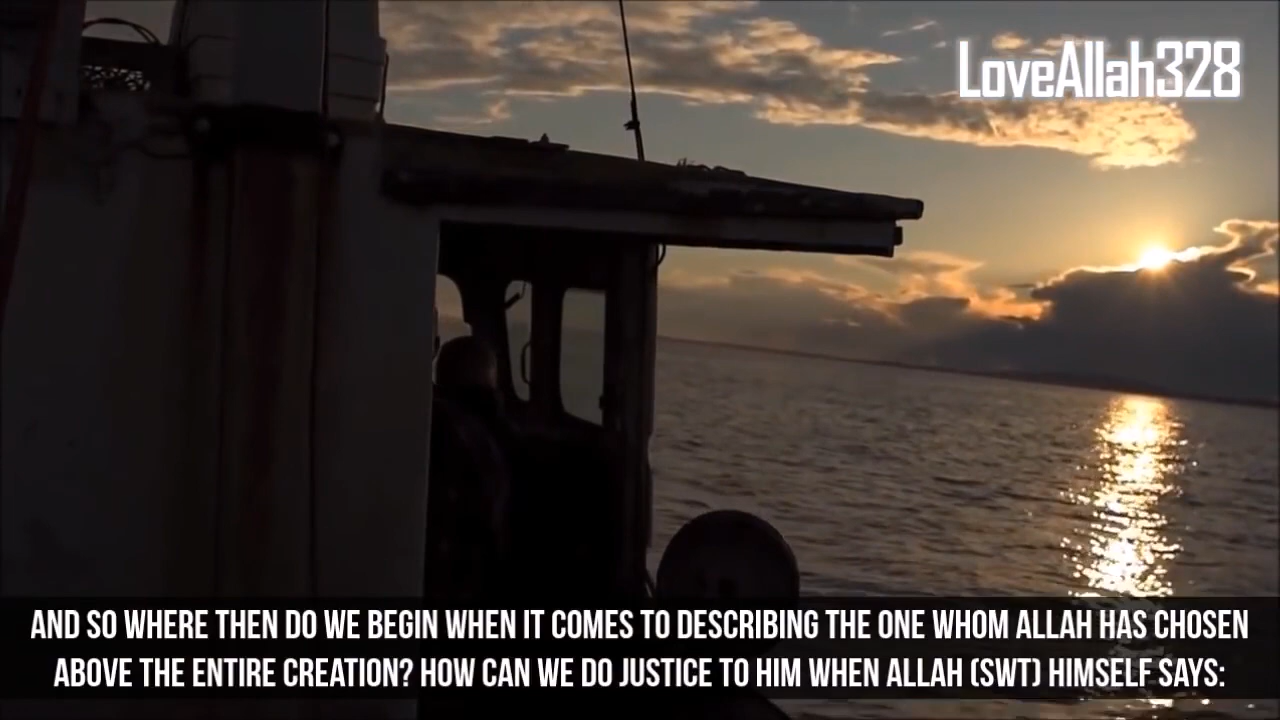 LoveAllah328
AND SO WHERE THEN DO WE BEGIN WHEN IT COMES TO DESCRIBING THE ONE WHOM ALLAH HAS CHOSEN
ABOVE THE ENTIRE CREATION? HOW CAN WE DO JUSTICE TO HIM WHEN ALLAH (SWT) HIMSELF SAYS: